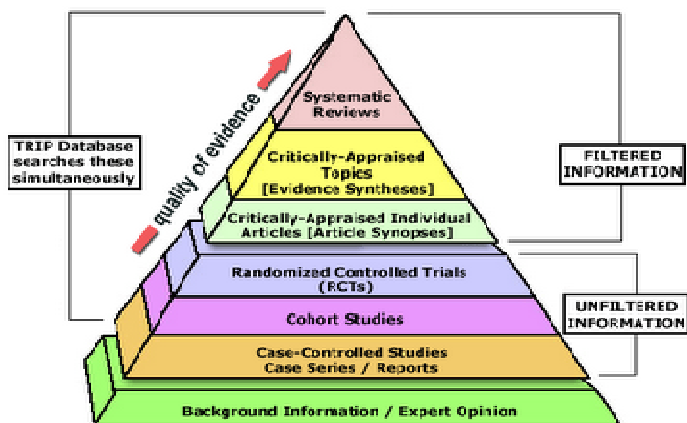 Systematic
Reviews
Critically-Appraised
Topics
[Evidence Syntheses]
Critically-Appraised Individual
Articles [Article Synopses]
Randomized Controlled Trials
(RCTs)
Cohort Studies
Case-Controlled Studies
Case Series / Reports
Background Information / Expert Opinion
quality of evidence
TRIP Database
searches these
simultaneously
FILTERED
INFORMATION
UNFILTERED
INFORMATION